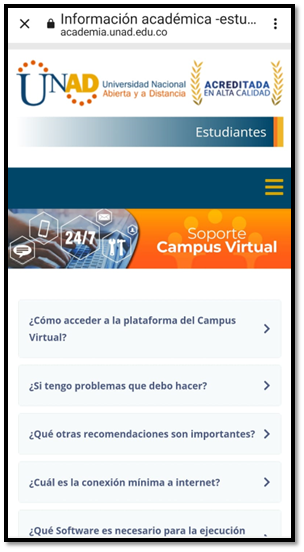 Información académica -estu...
academia.unad.edu.co
UNAD
Universidad Nacional
Abierta y a Distancia
ACREDITADA
EN ALTA CALIDAD
Estudiantes
24/7
Soporte
Campus Virtual
¿Cómo acceder a la plataforma del Campus
Virtual?
¿Si tengo problemas que debo hacer?
¿Qué otras recomendaciones son importantes?
¿Cuál es la conexión mínima a internet?
¿Qué Software es necesario para la ejecución